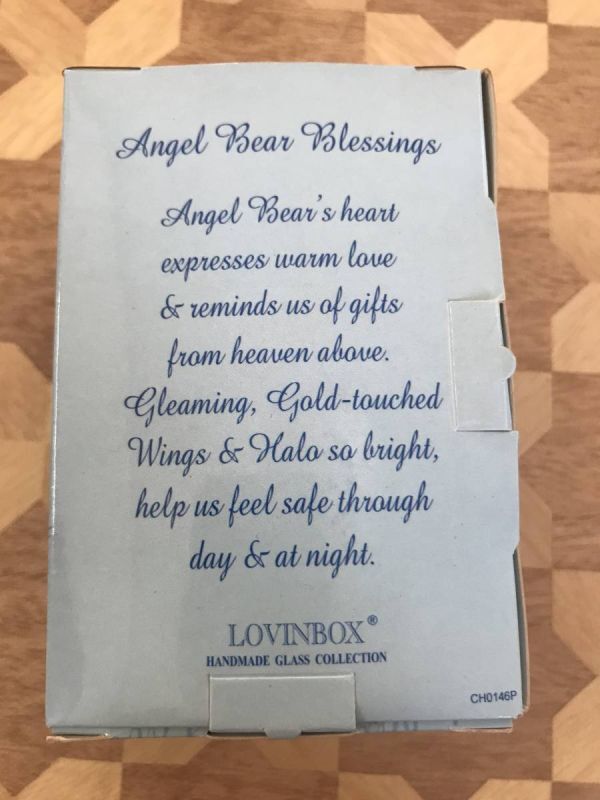 Angel Bear Blessings
Angel Bear's heart
expresses warm love
& reminds us of gifts
from heaven above.
Gleaming, Gold-touched
Wings & Halo so bright,
help us feel safe through
day & at night.
LOVINBOX®
HANDMADE GLASS COLLECTION
CH0146P